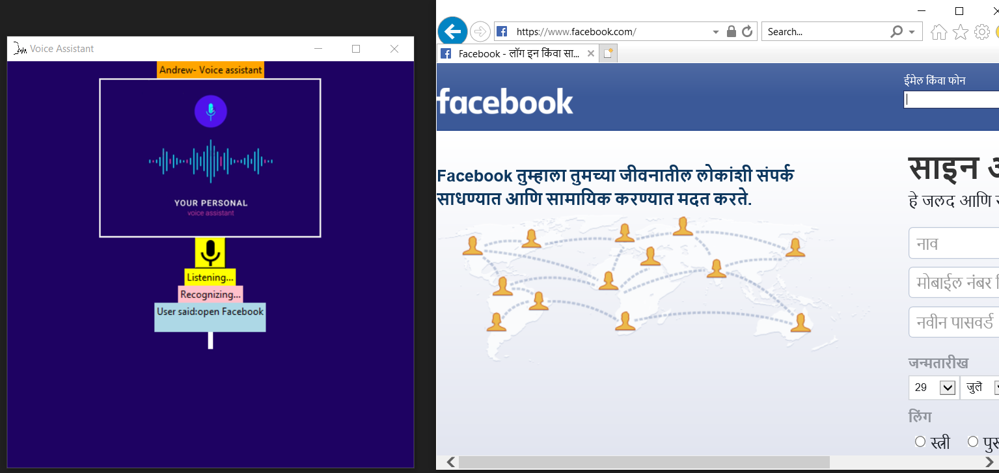 Voice Assistant
Andrew- Voice assistant
YOUR PERSONAL
voice assistant
Listening...
Recognizing...
User said:open Facebook
https://www.facebook.com/
Search...
Facebook - लॉग इन किंवा सा...
facebook
ईमेल किंवा फोन
Facebook तुम्हाला तुमच्या जीवनातील लोकांशी संपर्क
साधण्यात आणि सामायिक करण्यात मदत करते.
साइन
हे जलद आणि
नाव
मोबाईल नंबर
नवीन पासवर्ड
जन्मतारीख
29 जुलै
लिंग
स्त्री